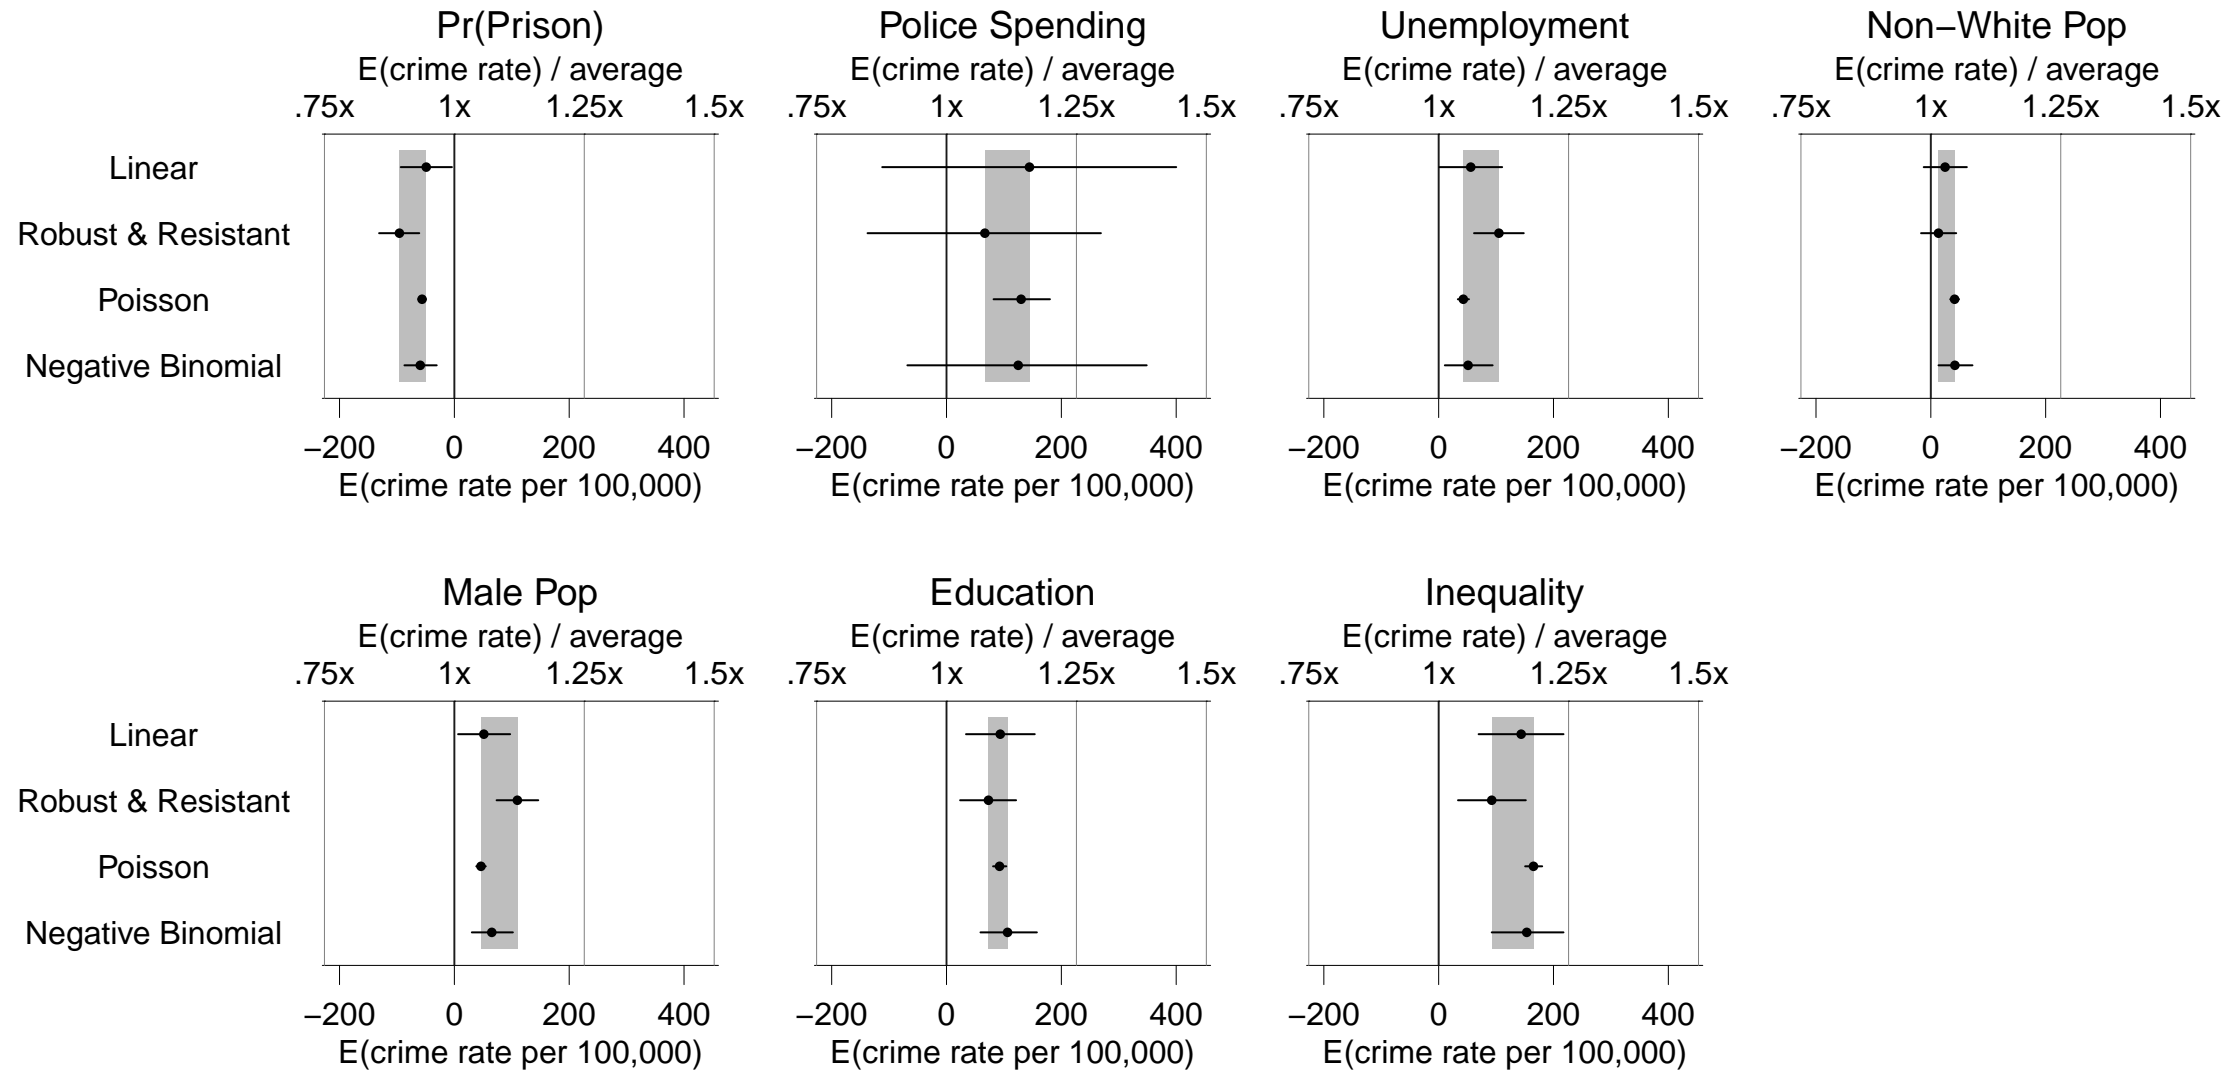 Pr(Prison) Police Spending Unemployment Non−White Pop
E(crime rate) / average E(crime rate) / average E(crime rate) / average E(crime rate) / average
.75x 1x 1.25x 1.5x .75x 1x 1.25x 1.5x .75x 1x 1.25x 1.5x .75x 1x 1.25x 1.5x
Linear
Robust & Resistant
Poisson
Negative Binomial
−200 0 200 400 −200 0 200 400 −200 0 200 400 −200 0 200 400
E(crime rate per 100,000) E(crime rate per 100,000) E(crime rate per 100,000) E(crime rate per 100,000)
Male Pop Education Inequality
E(crime rate) / average E(crime rate) / average E(crime rate) / average
.75x 1x 1.25x 1.5x .75x 1x 1.25x 1.5x .75x 1x 1.25x 1.5x
Linear
Robust & Resistant
Poisson
Negative Binomial
−200 0 200 400 −200 0 200 400 −200 0 200 400
E(crime rate per 100,000) E(crime rate per 100,000) E(crime rate per 100,000)